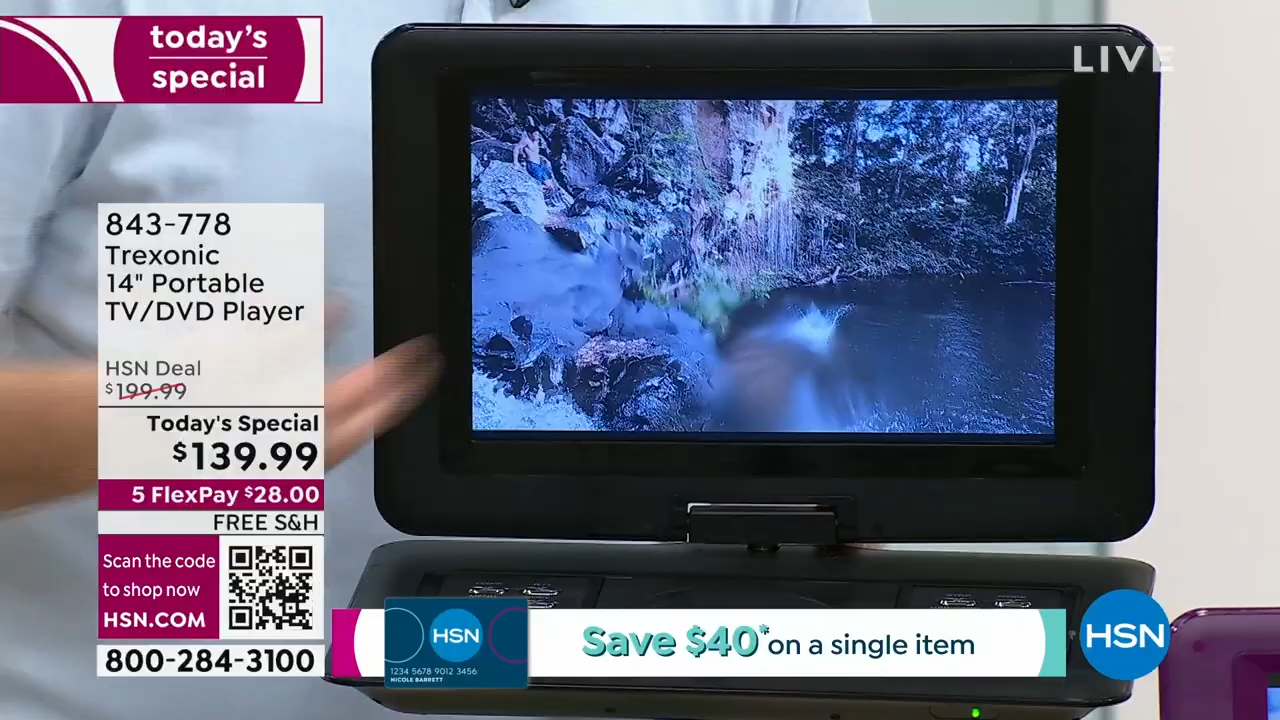 today's
special
LIVE
843-778
Trexonic
14" Portable
TV/DVD Player
HSN Deal
$199.99
Today's Special
$139.99
5 FlexPay $28.00
FREE S&H
Scan the code
to shop now
HSN.COM
800-284-3100
HSN
1234 5678 9012 3456
NICOLE BARRETT
Save $40* on a single item
HSN